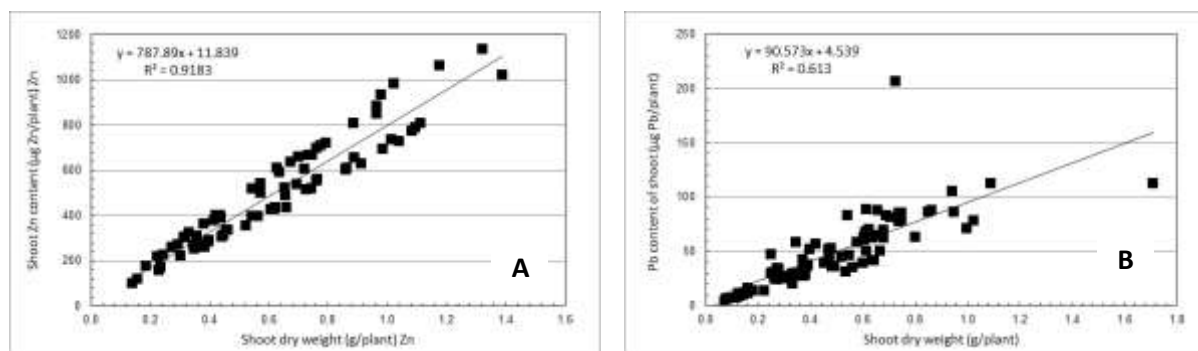 1200
1000
800
600
400
200
0
y = 787.89x + 11.839
R² = 0.9183
Shoot Zn content (µg Zn/plant) Zn
A
0.0 0.2 0.4 0.6 0.8 1.0 1.2 1.4 1.6
Shoot dry weight (g/plant) Zn
250
200
150
100
50
0
y = 90.573x + 4.539
R² = 0.613
Pb content of shoot (µg Pb/plant)
B
0.0 0.2 0.4 0.6 0.8 1.0 1.2 1.4 1.6 1.8
Shoot dry weight (g/plant)